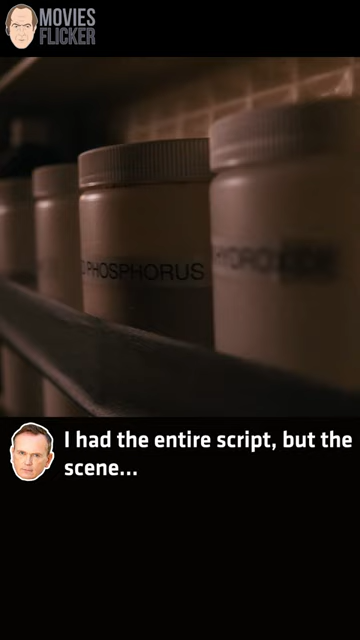 MOVIES
FLICKER
PHOSPHORUS
I had the entire script, but the
scene...